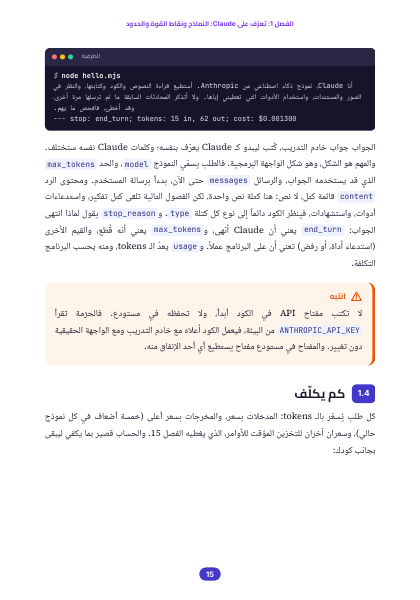 الفصل 1: تعرّف على Claude: النماذج ونقاط القوة والحدود
الطرفية
$ node hello.mjs
أنا Claude، نموذج ذكاء اصطناعي من Anthropic. أستطيع قراءة النصوص والكود وكتابتها، والنظر في
الصور والمستندات، واستخدام الأدوات التي تعطيني إياها. ولا أتذكر المحادثات السابقة ما لم ترسلها مرة أخرى،
وقد أخطئ، فافحص ما يهم.
--- stop: end_turn; tokens: 15 in, 62 out; cost: $0.001300
الجواب جواب خادم التدريب، كُتب ليبدو كـ Claude يعرّف بنفسه؛ وكلمات Claude نفسه ستختلف.
والمهم هو الشكل، وهو شكل الواجهة البرمجية. فالطلب يسمّي النموذج model، والحد max_tokens
الذي قد يستخدمه الجواب، والرسائل messages حتى الآن، بدءاً برسالة المستخدم. ومحتوى الرد
content قائمة كتل، لا نص: هنا كتلة نص واحدة، لكن الفصول التالية تلقى كتل تفكير، واستدعاءات
أدوات، واستشهادات، فينظر الكود دائماً إلى نوع كل كتلة type. و stop_reason يقول لماذا انتهى
الجواب: end_turn يعني أن Claude أنهى، و max_tokens يعني أنه قُطع، والقيم الأخرى
(استدعاء أداة، أو رفض) تعني أن على البرنامج عملاً. و usage يعدّ الـ tokens، ومنه يحسب البرنامج
التكلفة.
انتبه
لا تكتب مفتاح API في الكود أبداً، ولا تحفظه في مستودع. فالحزمة تقرأ
ANTHROPIC_API_KEY من البيئة، فيعمل الكود أعلاه مع خادم التدريب ومع الواجهة الحقيقية
دون تغيير. والمفتاح في مستودع مفتاح يستطيع أي أحد الإنفاق منه.
1.4 كم يكلّف
كل طلب يُسعّر بالـ tokens: المدخلات بسعر، والمخرجات بسعر أعلى (خمسة أضعاف في كل نموذج
حالي)، وسعران آخران للتخزين المؤقت للأوامر، الذي يغطيه الفصل 15. والحساب قصير بما يكفي ليبقى
بجانب كودك:
15